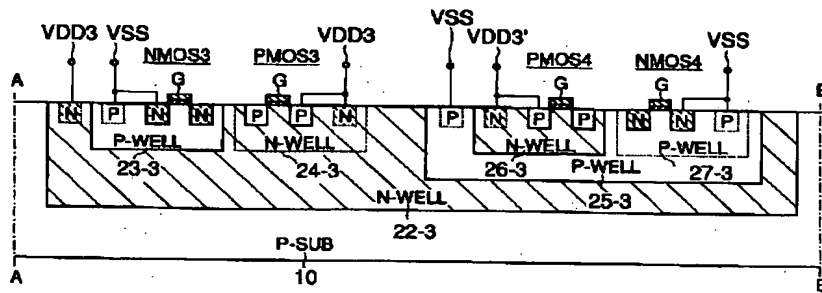 VDD3 VSS NMOS3 PMOS3 VDD3 VSS VDD3' PMOS4 NMOS4 VSS
G G G G
A
N P N N P P N P N P P N N P
P-WELL N-WELL N-WELL P-WELL
23-3 24-3 26-3 P-WELL 27-3
N-WELL 25-3
22-3
P-SUB
A 10